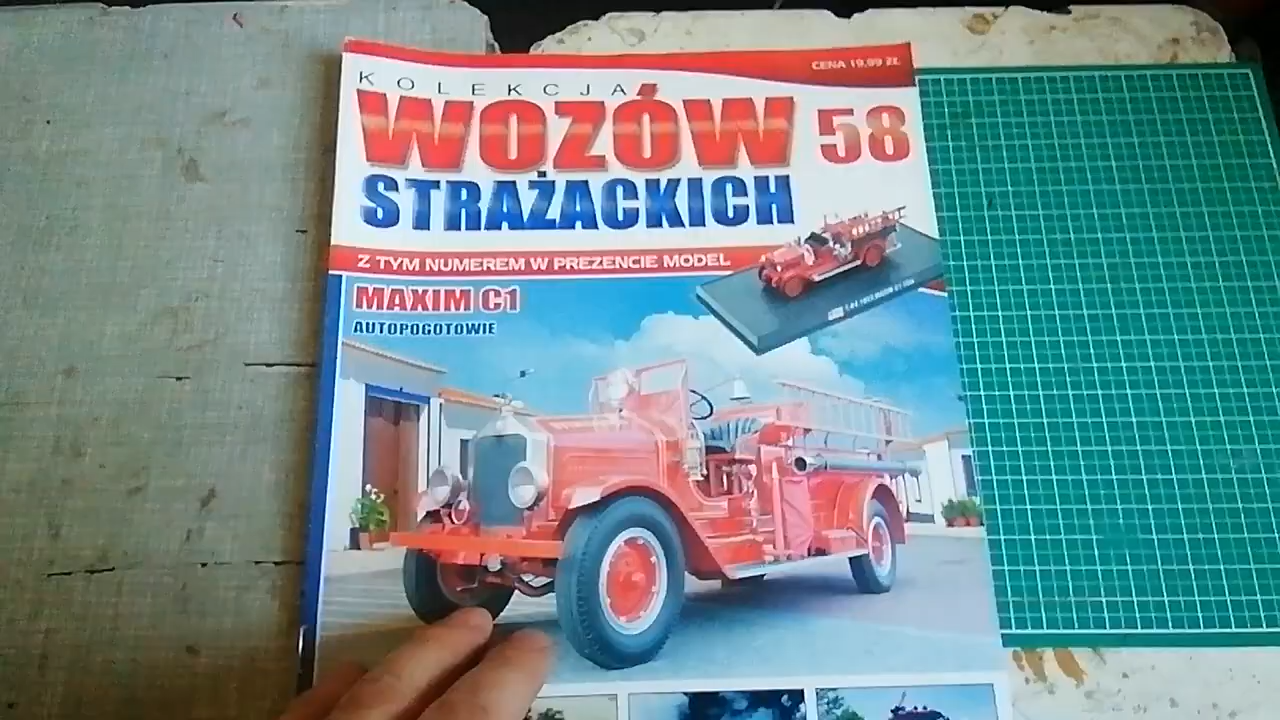 CENA 19,99 ZŁ
KOLEKCJA
WOZÓW 58
STRAŻACKICH
Z TYM NUMEREM W PREZENCIE MODEL
MAXIM C1
AUTOPOGOTOWIE